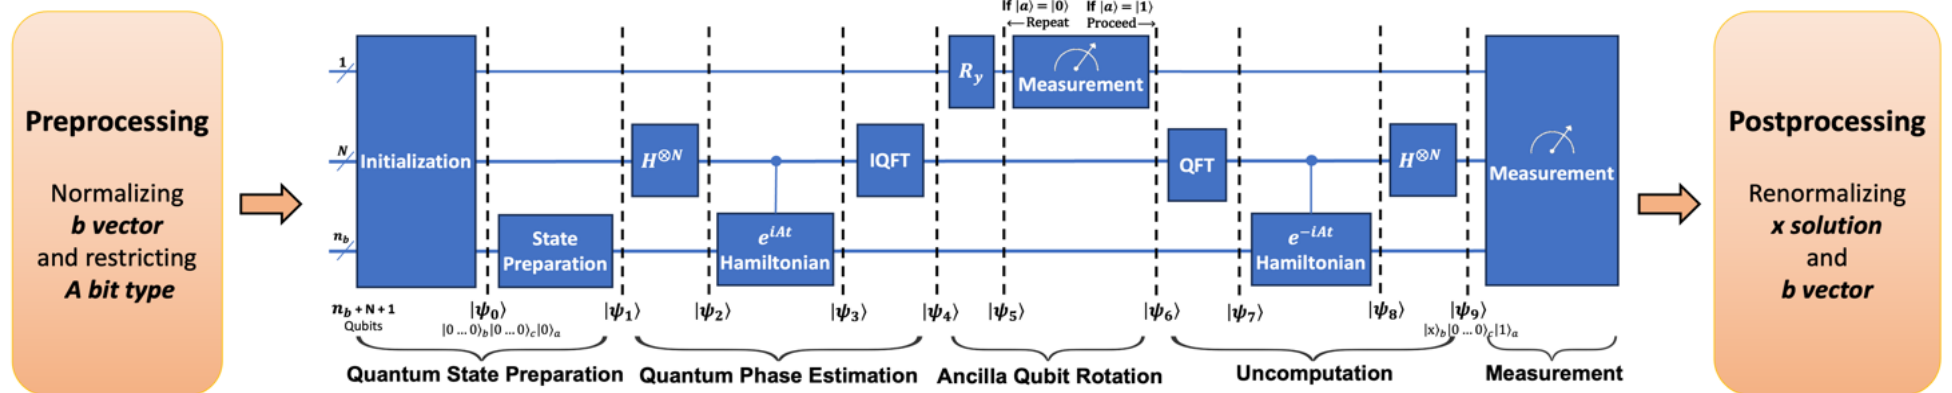 Preprocessing
Normalizing
b vector
and restricting
A bit type
If |a⟩ = |0⟩ If |a⟩ = |1⟩
←Repeat Proceed→
1
N
n_b
Initialization
State
Preparation
H^⊗N
e^{iAt}
Hamiltonian
IQFT
R_y
Measurement
QFT
e^{−iAt}
Hamiltonian
H^⊗N
Measurement
n_b + N + 1
Qubits
|ψ₀⟩ |ψ₁⟩ |ψ₂⟩ |ψ₃⟩ |ψ₄⟩ |ψ₅⟩ |ψ₆⟩ |ψ₇⟩ |ψ₈⟩ |ψ₉⟩
|0 … 0⟩_b|0 … 0⟩_c|0⟩_a |x⟩_b|0 … 0⟩_c|1⟩_a
Quantum State Preparation Quantum Phase Estimation Ancilla Qubit Rotation Uncomputation Measurement
Postprocessing
Renormalizing
x solution
and
b vector